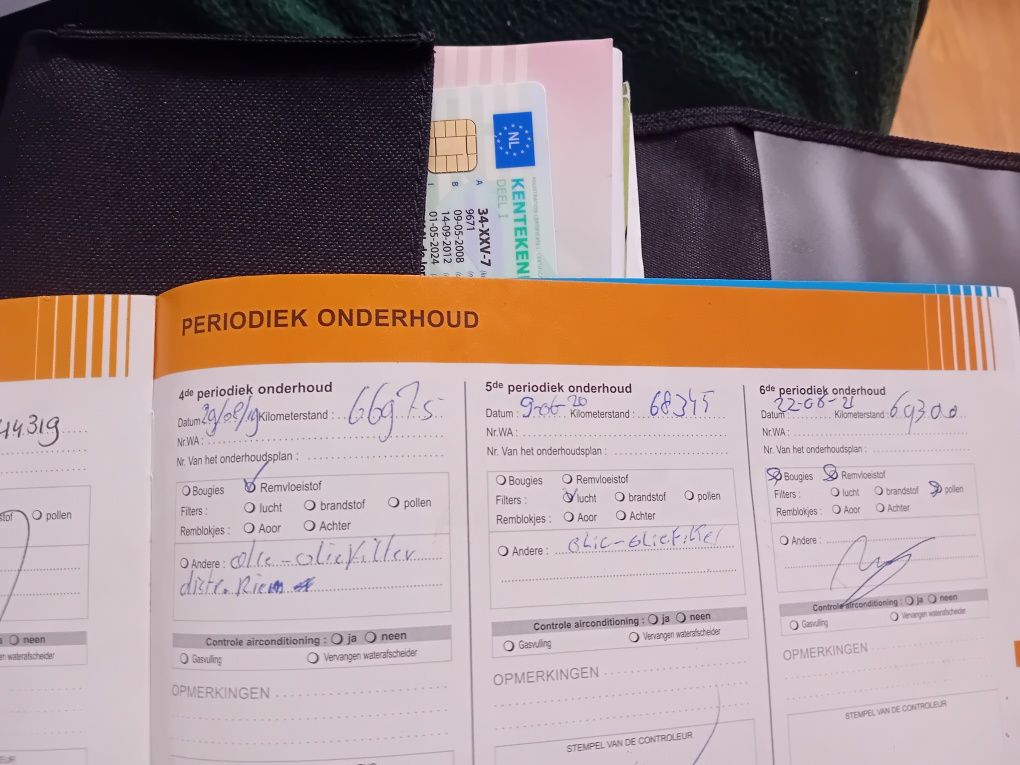 NL
KENTEKEN
DEEL 1
A 34-XXV-7
9671
B 09-05-2008
14-09-2012
I 01-05-2024
PERIODIEK ONDERHOUD
44319
pollen
neen
4de periodiek onderhoud
Datum 29/08/19 Kilometerstand : 66975
Nr.WA :
Nr. Van het onderhoudsplan :
Bougies Remvloeistof
Filters : lucht brandstof pollen
Remblokjes : Aoor Achter
Andere : olie-oliefilter
distr. Riem
Controle airconditioning : ja neen
Gasvulling Vervangen waterafscheider
OPMERKINGEN
5de periodiek onderhoud
Datum : 9-06-20 Kilometerstand : 68345
Nr.WA :
Nr. Van het onderhoudsplan :
Bougies Remvloeistof
Filters : lucht brandstof pollen
Remblokjes : Aoor Achter
Andere : olie-oliefilter
Controle airconditioning : ja neen
Gasvulling Vervangen waterafscheider
OPMERKINGEN
STEMPEL VAN DE CONTROLEUR
6de periodiek onderhoud
Datum 22-06-21 Kilometerstand : 69300
Nr.WA :
Nr. Van het onderhoudsplan :
Bougies Remvloeistof
Filters : lucht brandstof pollen
Remblokjes : Aoor Achter
Andere :
Controle airconditioning : ja neen
Gasvulling Vervangen waterafscheider
OPMERKINGEN
STEMPEL VAN DE CONTROLEUR